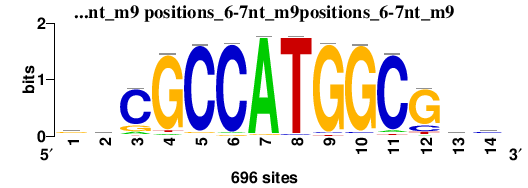 ...nt_m9 positions_6-7nt_m9positions_6-7nt_m9
2
1
0
bits
CGCCATGGCG
1 2 3 4 5 6 7 8 9 10 11 12 13 14
5′ 3′
696 sites